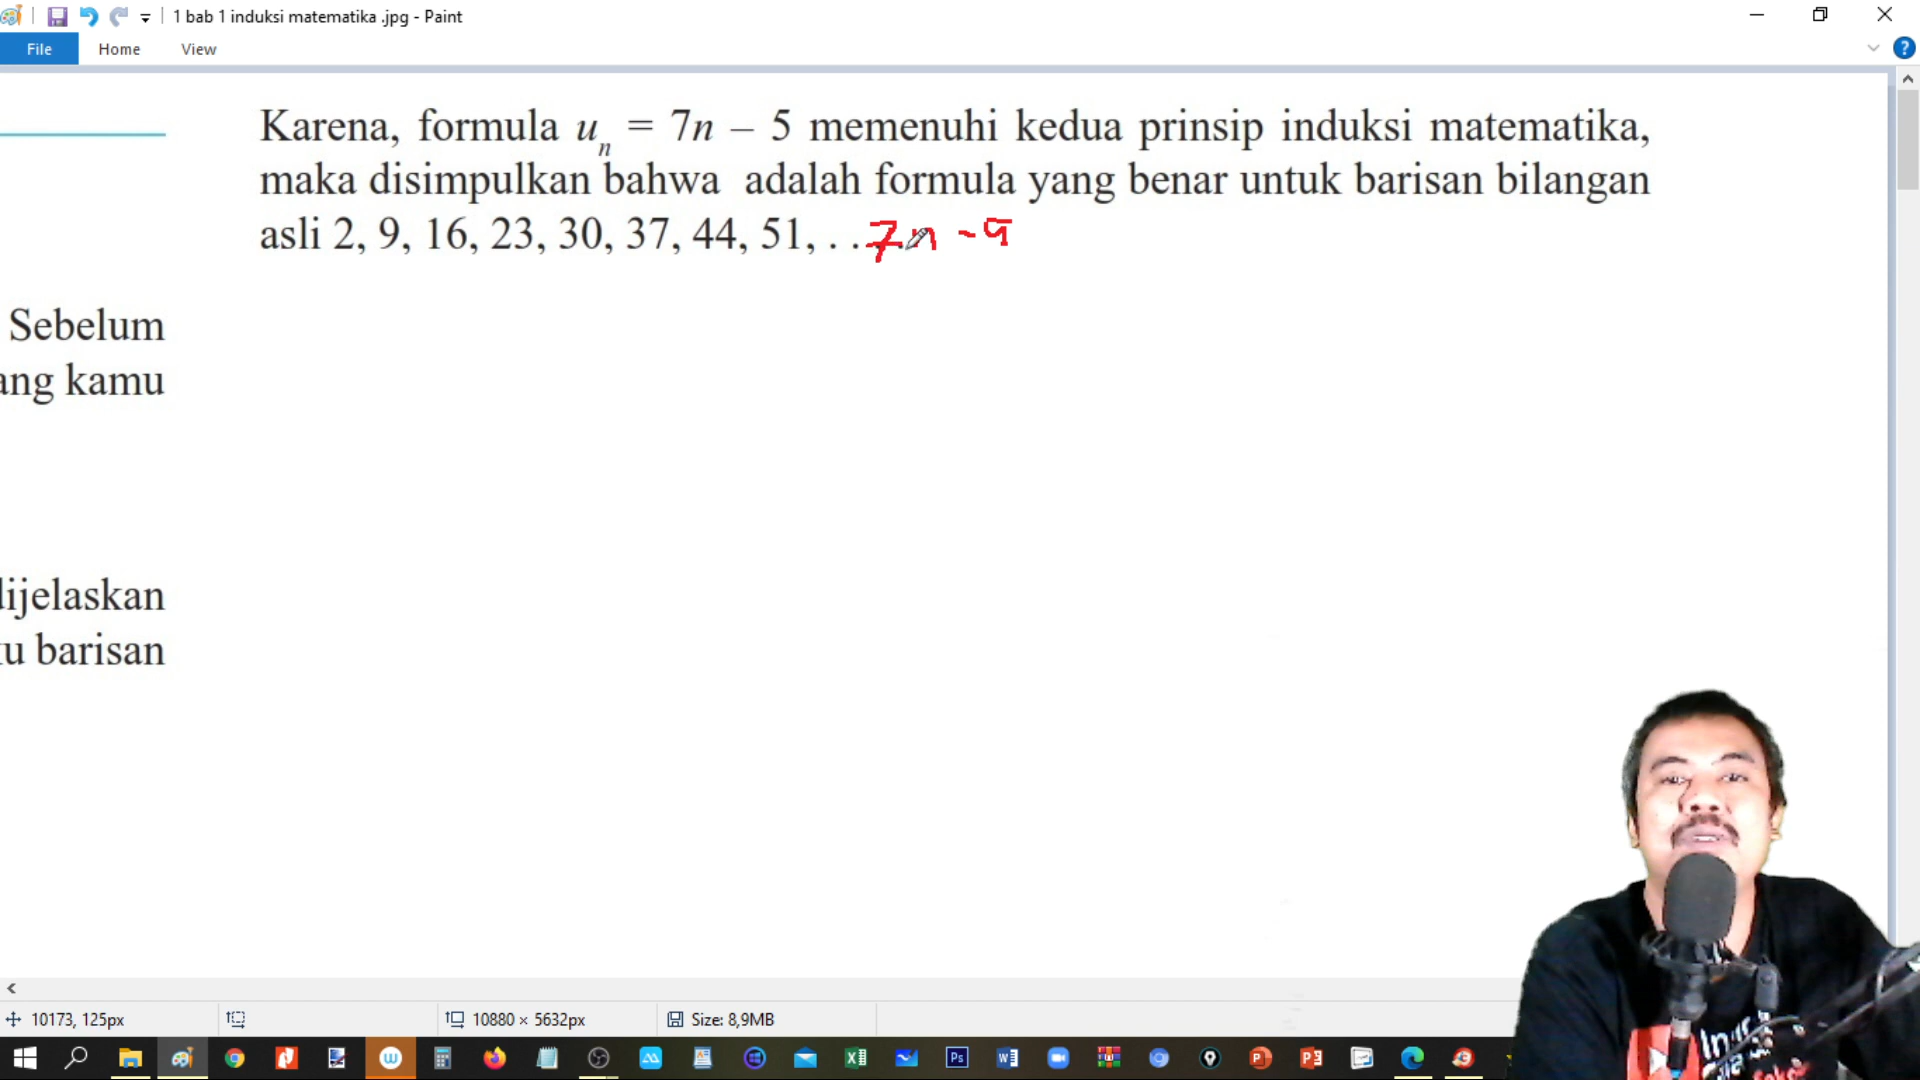 1 bab 1 induksi matematika .jpg - Paint
File Home View
Karena, formula uₙ = 7n – 5 memenuhi kedua prinsip induksi matematika,
maka disimpulkan bahwa adalah formula yang benar untuk barisan bilangan
asli 2, 9, 16, 23, 30, 37, 44, 51, . . . . 7n - 5
Sebelum
ang kamu
dijelaskan
u barisan
10173, 125px
10880 × 5632px
Size: 8,9MB